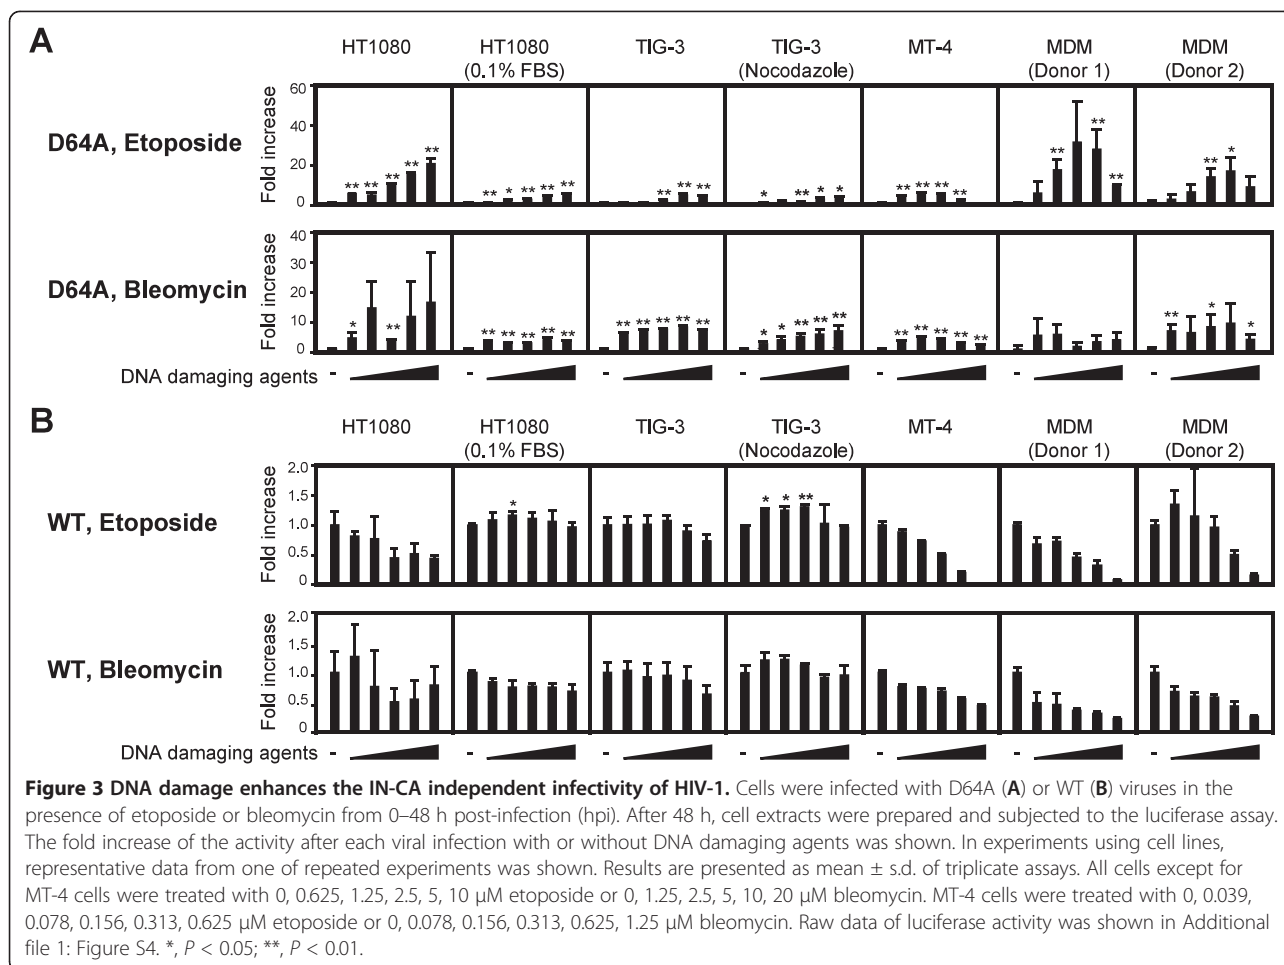 A
HT1080 HT1080 TIG-3 TIG-3 MT-4 MDM MDM
(0.1% FBS) (Nocodazole) (Donor 1) (Donor 2)
D64A, Etoposide
Fold increase
60
40
20
0
** ** ** ** **
** * ** ** **
** ** **
* ** * *
** ** ** **
** ** **
** *
D64A, Bleomycin
Fold increase
40
30
20
10
0
* **
** ** ** ** **
** ** ** ** **
* * ** ** **
** ** ** ** **
** * *
DNA damaging agents - - - - - - -
B
HT1080 HT1080 TIG-3 TIG-3 MT-4 MDM MDM
(0.1% FBS) (Nocodazole) (Donor 1) (Donor 2)
WT, Etoposide
Fold increase
2.0
1.5
1.0
0.5
0
*
* * **
WT, Bleomycin
Fold increase
2.0
1.5
1.0
0.5
0
DNA damaging agents - - - - - - -
Figure 3 DNA damage enhances the IN-CA independent infectivity of HIV-1. Cells were infected with D64A (A) or WT (B) viruses in the
presence of etoposide or bleomycin from 0–48 h post-infection (hpi). After 48 h, cell extracts were prepared and subjected to the luciferase assay.
The fold increase of the activity after each viral infection with or without DNA damaging agents was shown. In experiments using cell lines,
representative data from one of repeated experiments was shown. Results are presented as mean ± s.d. of triplicate assays. All cells except for
MT-4 cells were treated with 0, 0.625, 1.25, 2.5, 5, 10 μM etoposide or 0, 1.25, 2.5, 5, 10, 20 μM bleomycin. MT-4 cells were treated with 0, 0.039,
0.078, 0.156, 0.313, 0.625 μM etoposide or 0, 0.078, 0.156, 0.313, 0.625, 1.25 μM bleomycin. Raw data of luciferase activity was shown in Additional
file 1: Figure S4. *, P < 0.05; **, P < 0.01.